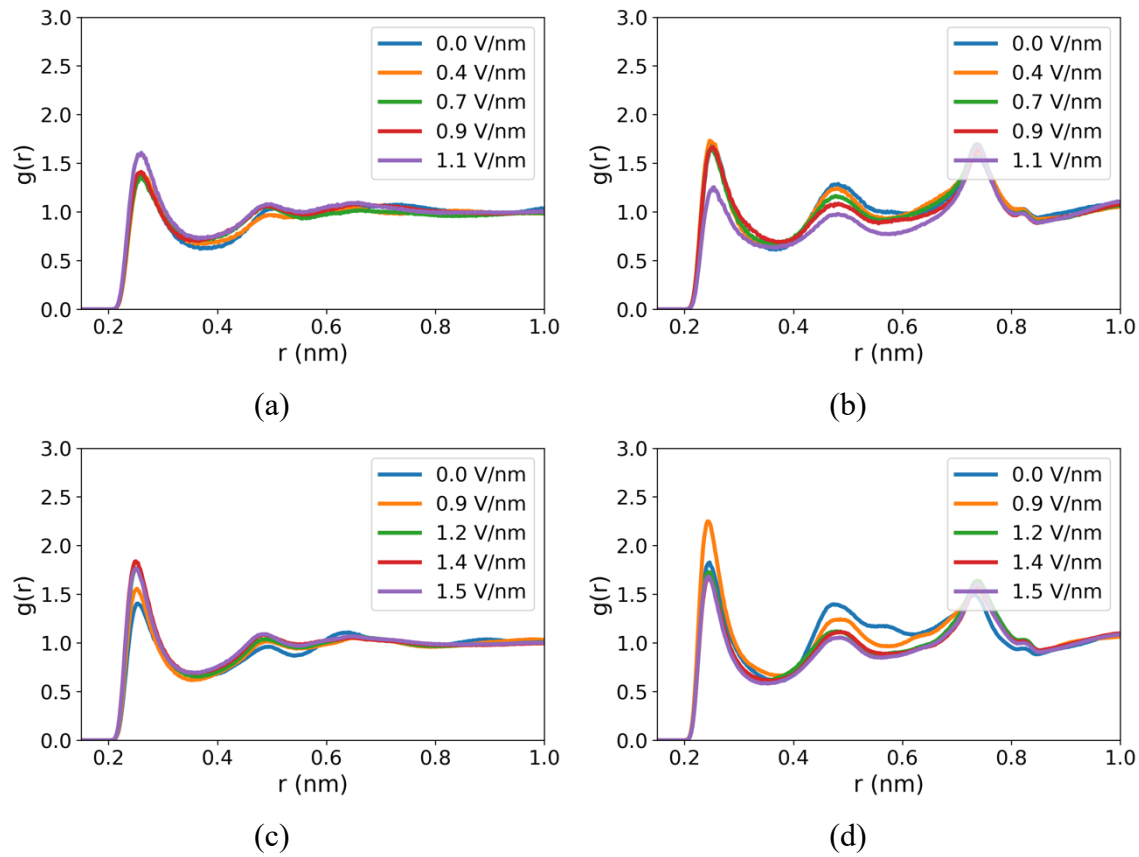 3.0
2.5
2.0
1.5
1.0
0.5
0.0
g(r)
0.0 V/nm
0.4 V/nm
0.7 V/nm
0.9 V/nm
1.1 V/nm
0.2 0.4 0.6 0.8 1.0
r (nm)
(a)
3.0
2.5
2.0
1.5
1.0
0.5
0.0
g(r)
0.0 V/nm
0.4 V/nm
0.7 V/nm
0.9 V/nm
1.1 V/nm
0.2 0.4 0.6 0.8 1.0
r (nm)
(b)
3.0
2.5
2.0
1.5
1.0
0.5
0.0
g(r)
0.0 V/nm
0.9 V/nm
1.2 V/nm
1.4 V/nm
1.5 V/nm
0.2 0.4 0.6 0.8 1.0
r (nm)
(c)
3.0
2.5
2.0
1.5
1.0
0.5
0.0
g(r)
0.0 V/nm
0.9 V/nm
1.2 V/nm
1.4 V/nm
1.5 V/nm
0.2 0.4 0.6 0.8 1.0
r (nm)
(d)